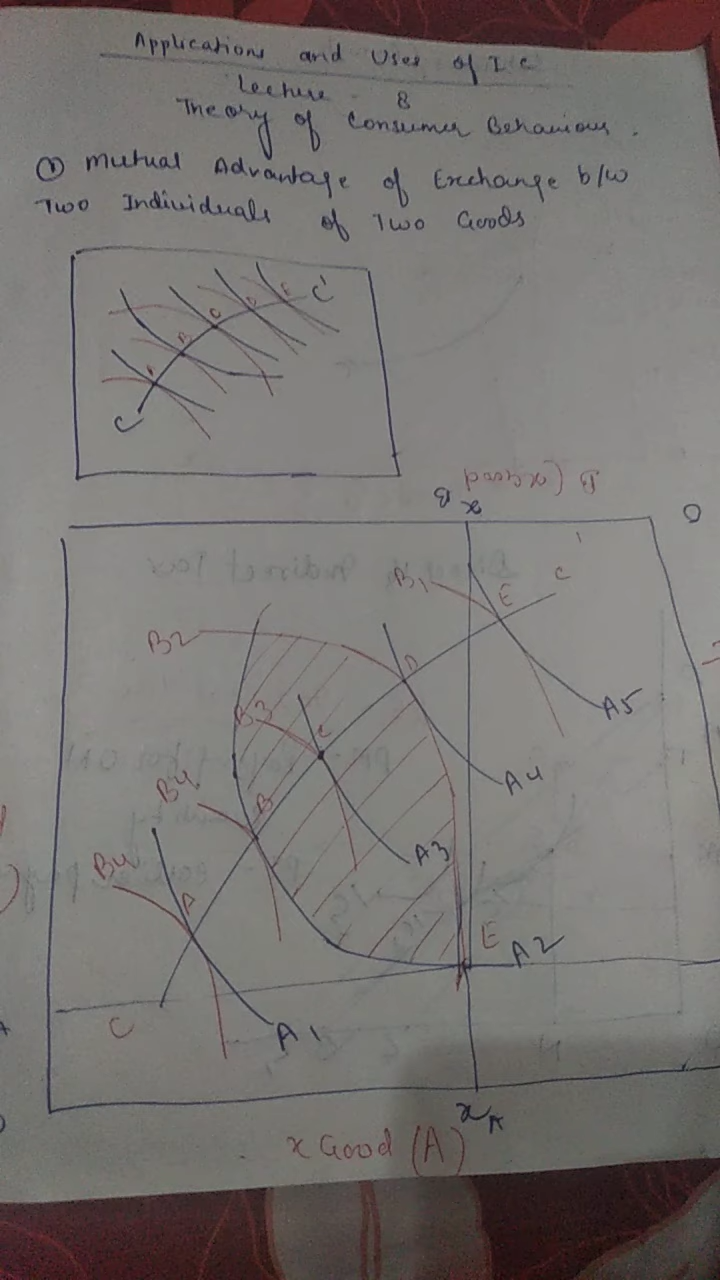 Applications and Uses of I.C
Lecture 8
Theory of Consumer Behaviour.
① Mutual Advantage of Exchange b/w
Two Individuals of Two Goods
C'
E
D
C
B
A
C
B (x Good)
x B
O
B1
E
C'
B2
D
A5
B3
C
A4
B4
B
A3
B4
A
E
A2
C
A1
x A
x Good (A)